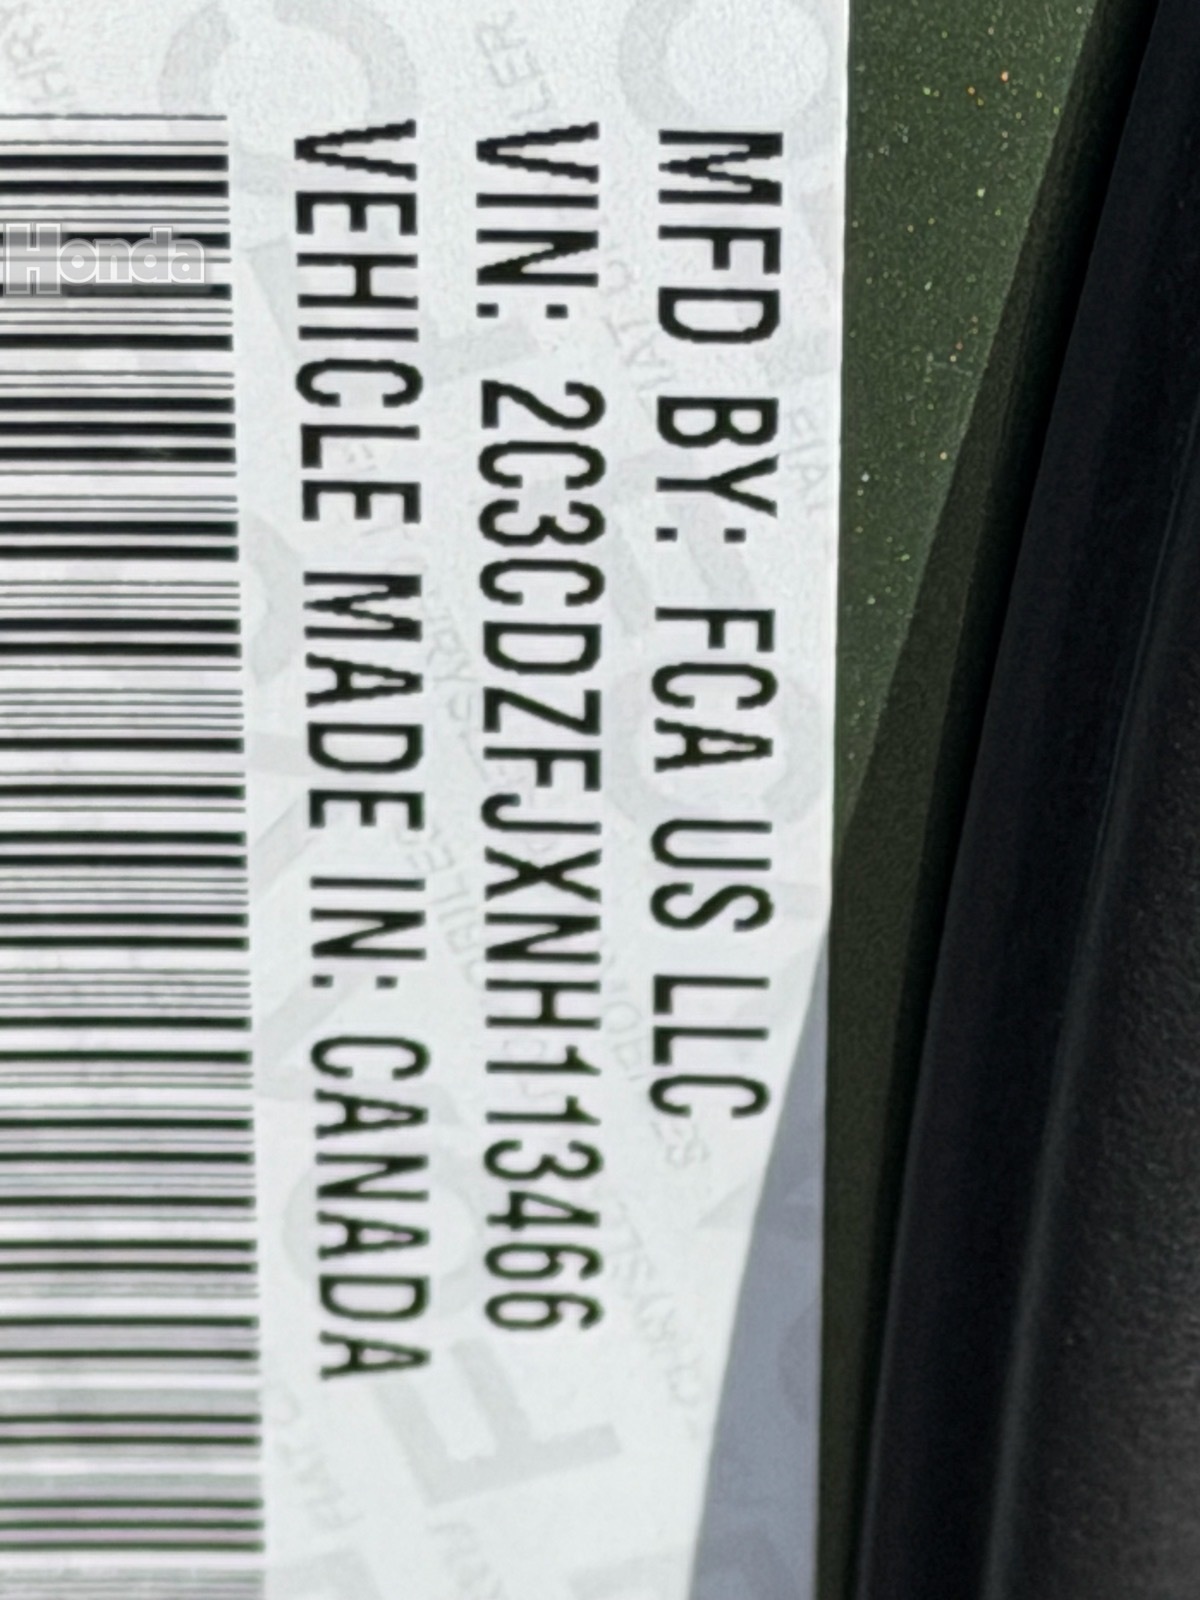 MFD BY: FCA US LLC
VIN: 2C3CDZFJXNH113466
VEHICLE MADE IN: CANADA
Honda